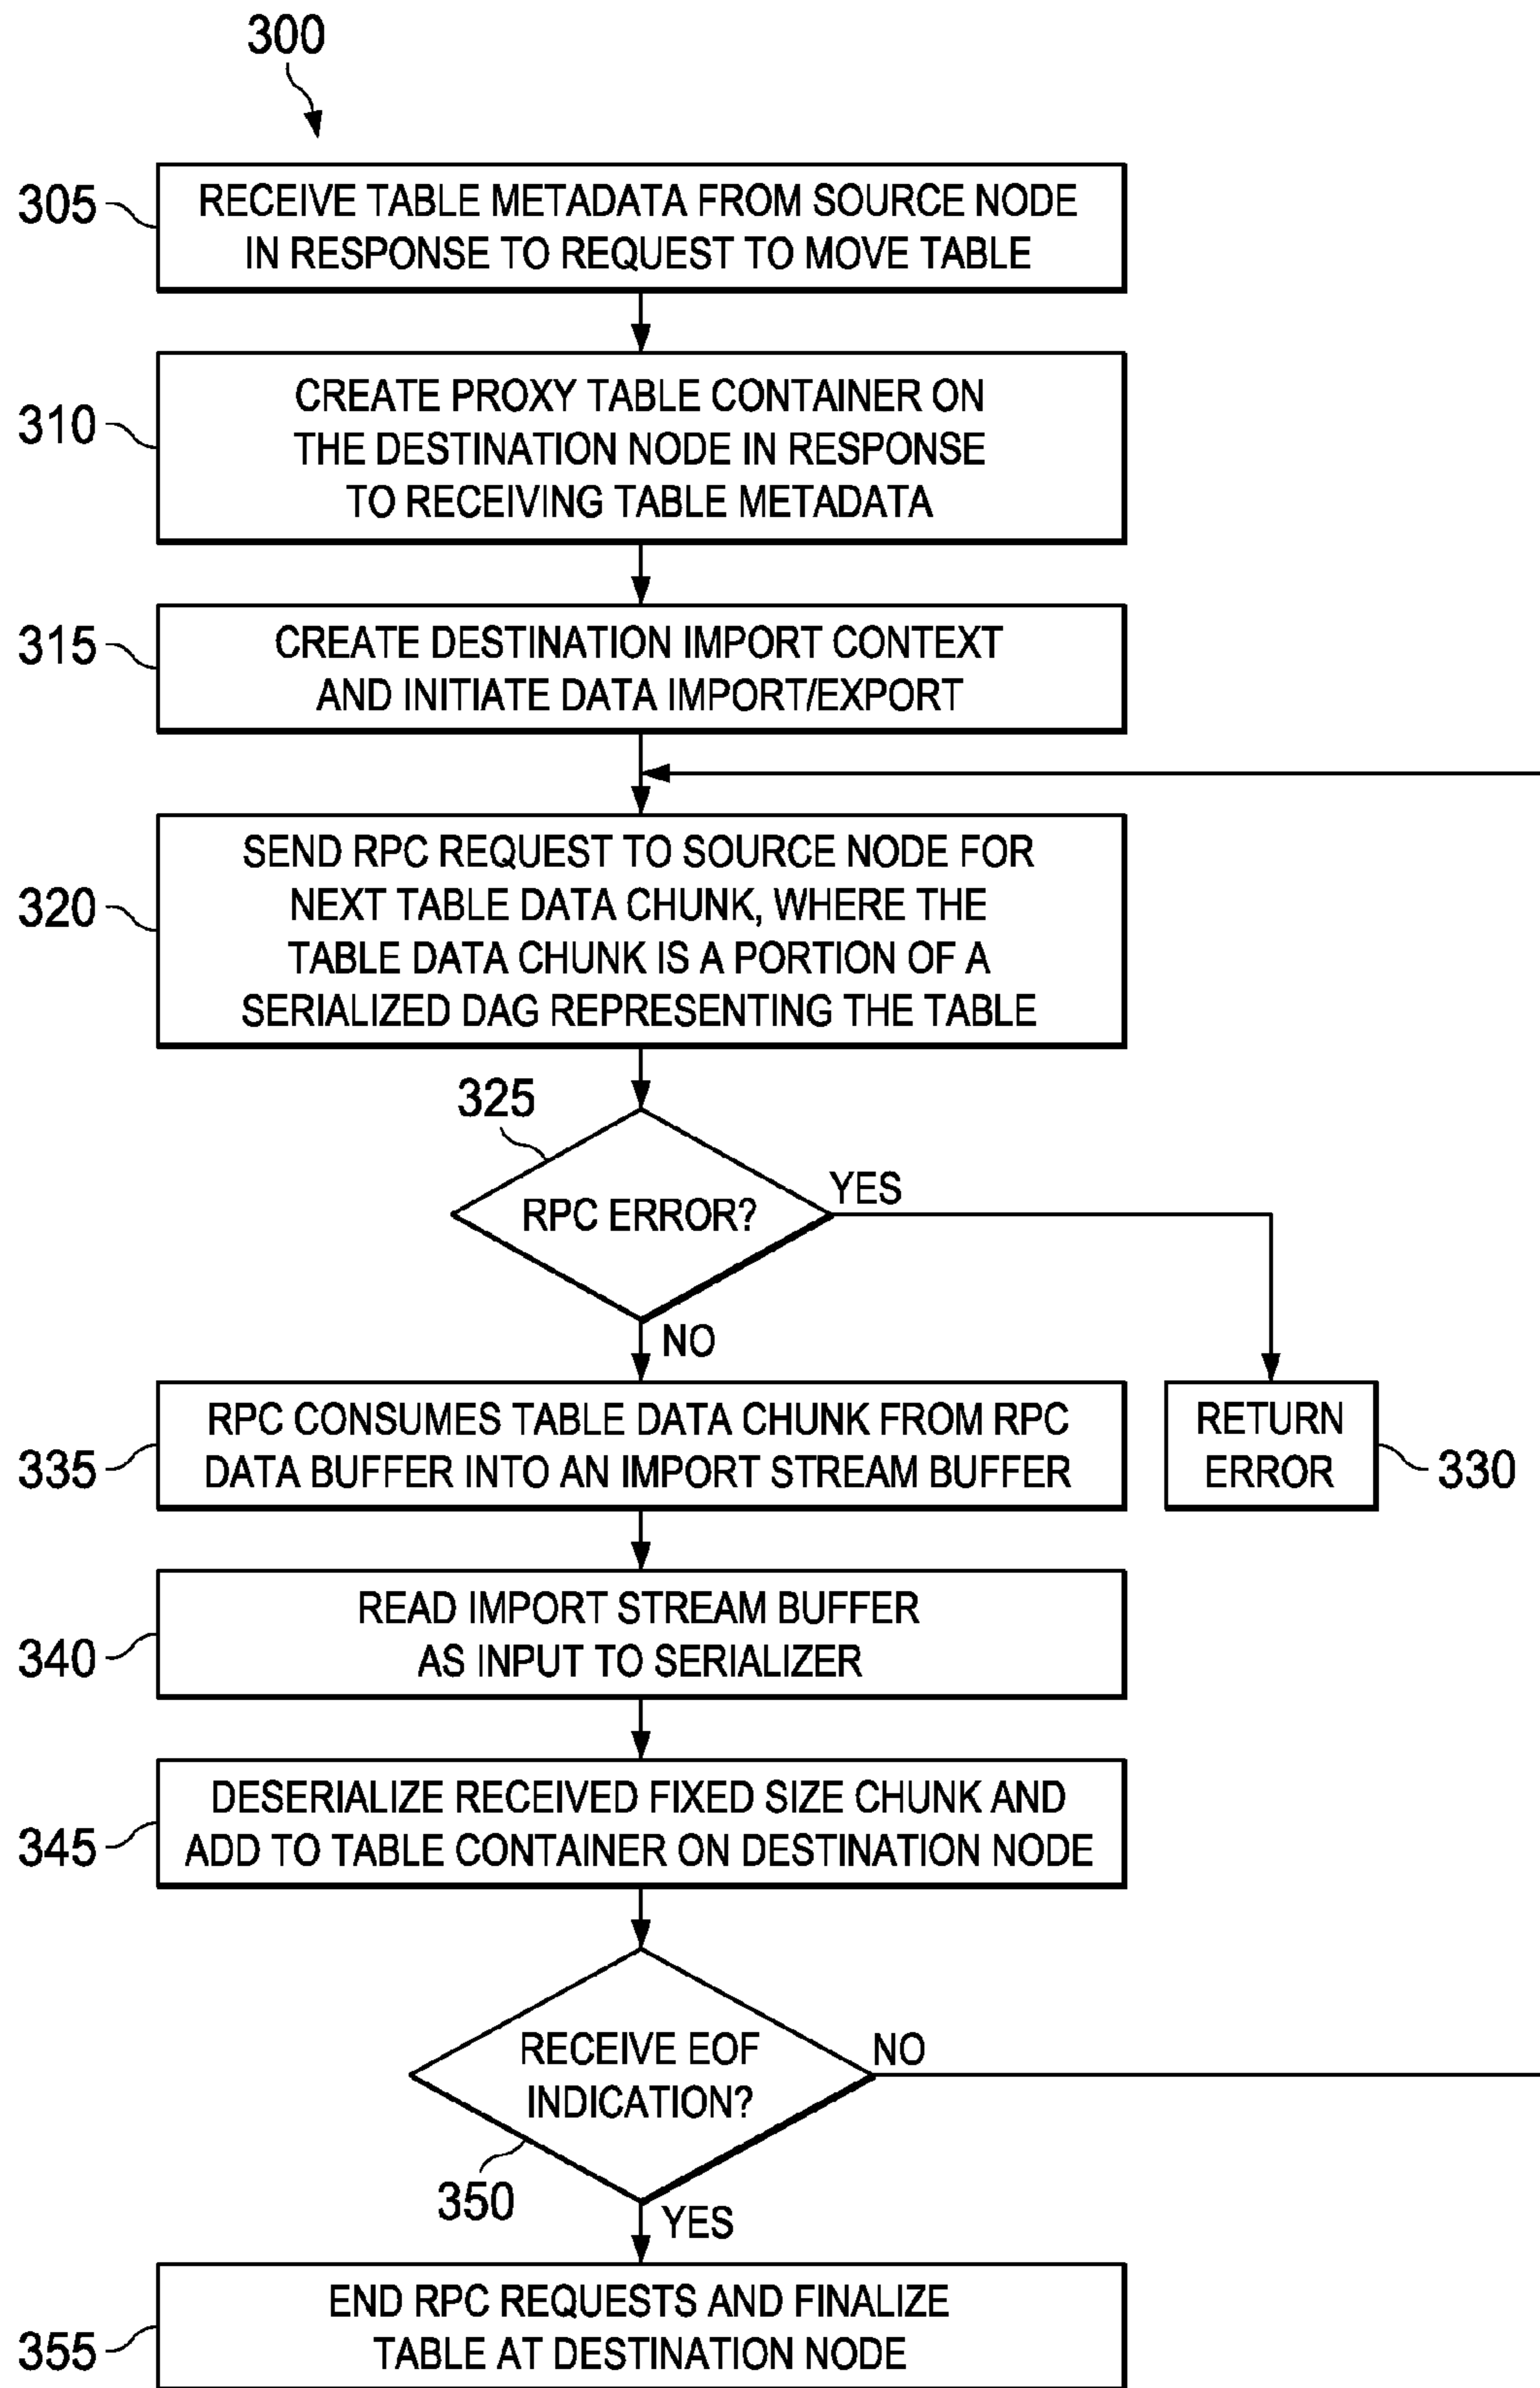 300
305
RECEIVE TABLE METADATA FROM SOURCE NODE
IN RESPONSE TO REQUEST TO MOVE TABLE
310
CREATE PROXY TABLE CONTAINER ON
THE DESTINATION NODE IN RESPONSE
TO RECEIVING TABLE METADATA
315
CREATE DESTINATION IMPORT CONTEXT
AND INITIATE DATA IMPORT/EXPORT
320
SEND RPC REQUEST TO SOURCE NODE FOR
NEXT TABLE DATA CHUNK, WHERE THE
TABLE DATA CHUNK IS A PORTION OF A
SERIALIZED DAG REPRESENTING THE TABLE
325
RPC ERROR?
YES
NO
335
RPC CONSUMES TABLE DATA CHUNK FROM RPC
DATA BUFFER INTO AN IMPORT STREAM BUFFER
RETURN
ERROR
330
340
READ IMPORT STREAM BUFFER
AS INPUT TO SERIALIZER
345
DESERIALIZE RECEIVED FIXED SIZE CHUNK AND
ADD TO TABLE CONTAINER ON DESTINATION NODE
RECEIVE EOF
INDICATION?
NO
350
YES
355
END RPC REQUESTS AND FINALIZE
TABLE AT DESTINATION NODE